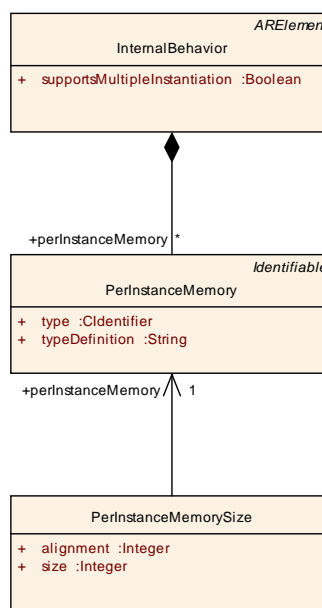 ARElement
InternalBehavior
+ supportsMultipleInstantiation :Boolean
+perInstanceMemory *
Identifiable
PerInstanceMemory
+ type :CIdentifier
+ typeDefinition :String
+perInstanceMemory 1
PerInstanceMemorySize
+ alignment :Integer
+ size :Integer